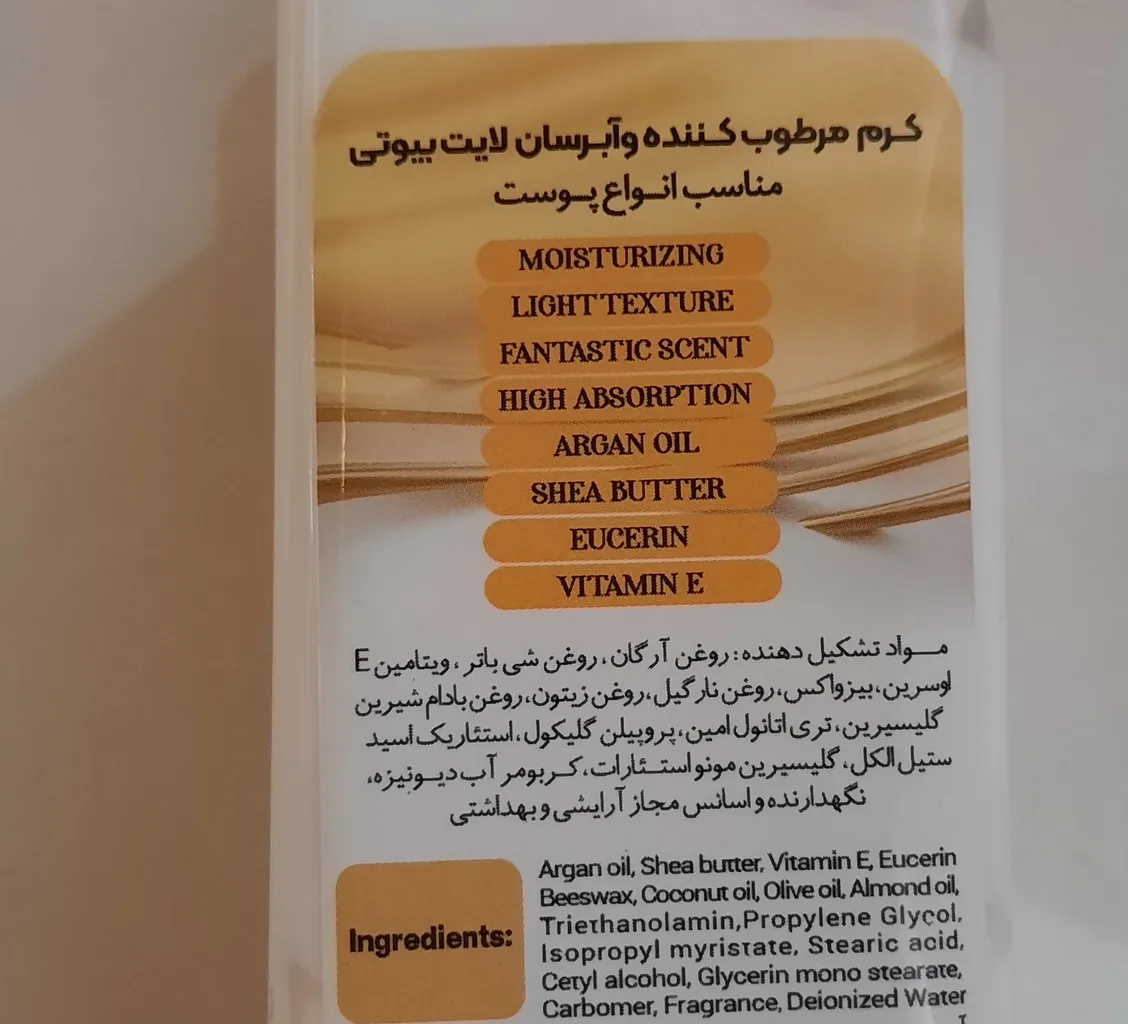 کرم مرطوب کننده وآبرسان لایت بیوتی
مناسب انواع پوست
MOISTURIZING
LIGHT TEXTURE
FANTASTIC SCENT
HIGH ABSORPTION
ARGAN OIL
SHEA BUTTER
EUCERIN
VITAMIN E
مواد تشکیل دهنده: روغن آرگان، روغن شی باتر، ویتامین E
اوسرین، بیزواکس، روغن نارگیل، روغن زیتون، روغن بادام شیرین
گلیسیرین، تری اتانول امین، پروپیلن گلیکول، استئاریک اسید
ستیل الکل، گلیسیرین مونو استئارات، کربومر آب دیونیزه،
نگهدارنده و اسانس مجاز آرایشی و بهداشتی
Ingredients:
Argan oil, Shea butter, Vitamin E, Eucerin
Beeswax, Coconut oil, Olive oil, Almond oil,
Triethanolamin, Propylene Glycol,
Isopropyl myristate, Stearic acid,
Cetyl alcohol, Glycerin mono stearate,
Carbomer, Fragrance, Deionized Water